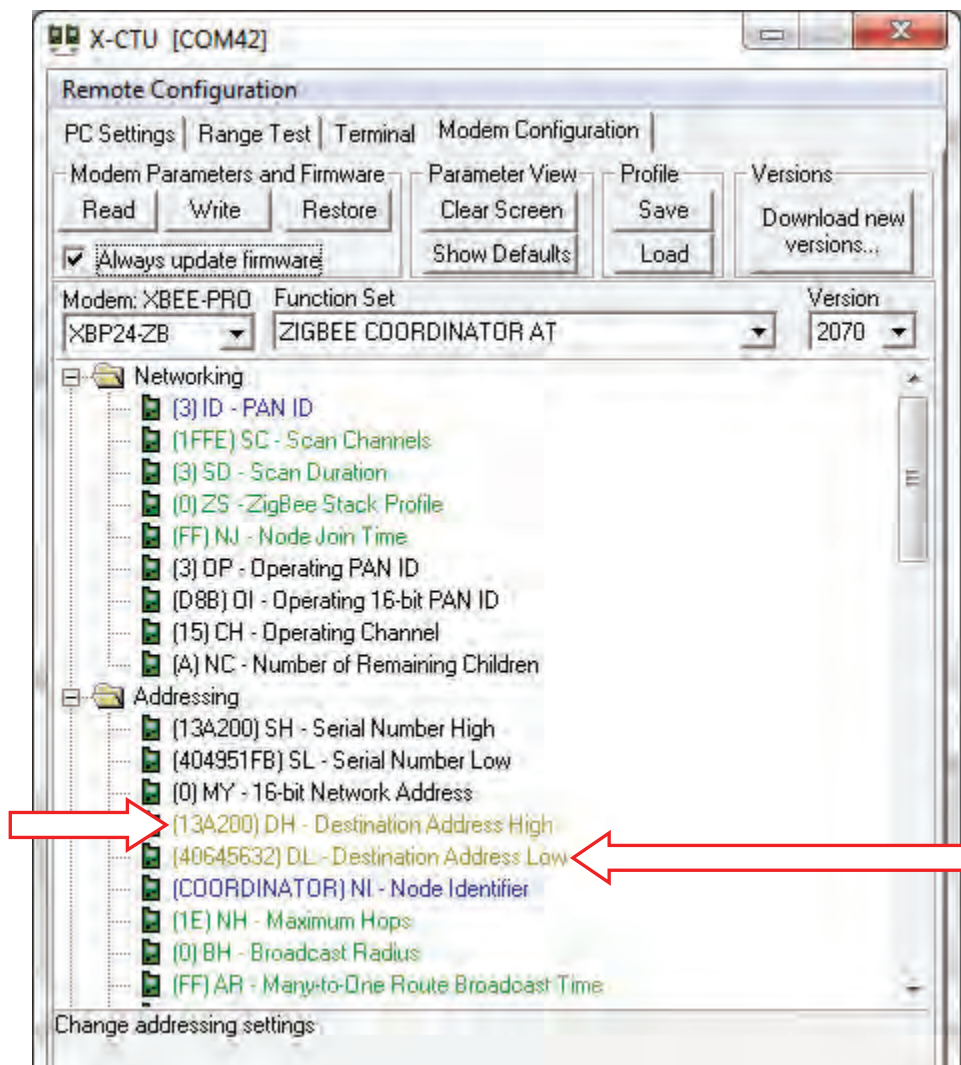 X-CTU [COM42]
Remote Configuration
PC Settings Range Test Terminal Modem Configuration
Modem Parameters and Firmware Parameter View Profile Versions
Read Write Restore Clear Screen Save Download new versions...
Always update firmware Show Defaults Load
Modem: XBEE-PRO Function Set Version
XBP24-ZB ZIGBEE COORDINATOR AT 2070
Networking
(3) ID - PAN ID
(1FFE) SC - Scan Channels
(3) SD - Scan Duration
(0) ZS - ZigBee Stack Profile
(FF) NJ - Node Join Time
(3) OP - Operating PAN ID
(D8B) OI - Operating 16-bit PAN ID
(15) CH - Operating Channel
(A) NC - Number of Remaining Children
Addressing
(13A200) SH - Serial Number High
(404951FB) SL - Serial Number Low
(0) MY - 16-bit Network Address
(13A200) DH - Destination Address High
(40645632) DL - Destination Address Low
(COORDINATOR) NI - Node Identifier
(1E) NH - Maximum Hops
(0) BH - Broadcast Radius
(FF) AR - Many-to-One Route Broadcast Time
Change addressing settings